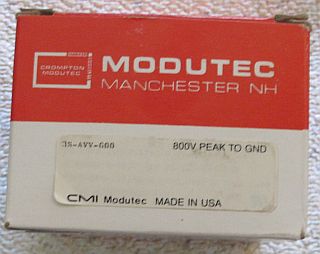 CROMPTON
MODUTEC
MODUTEC
MANCHESTER NH
3S-AVV-600 800V PEAK TO GND
CMI Modutec MADE IN USA